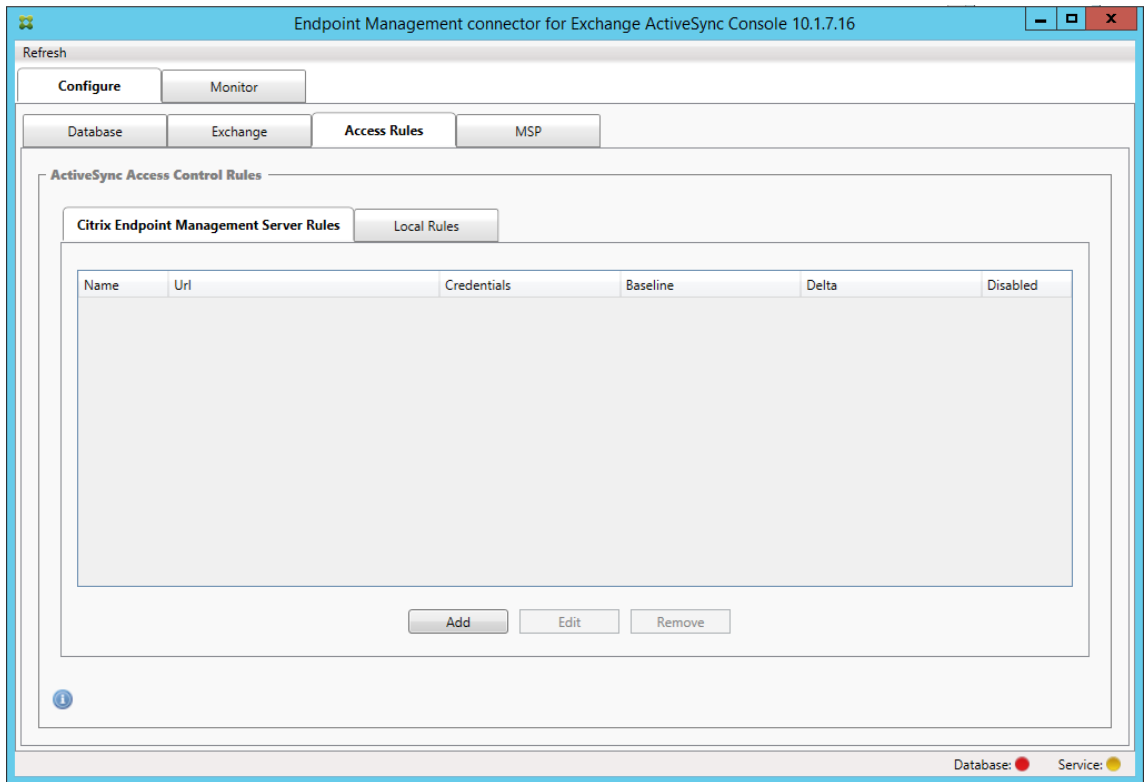 Endpoint Management connector for Exchange ActiveSync Console 10.1.7.16
Refresh
Configure Monitor
Database Exchange Access Rules MSP
ActiveSync Access Control Rules
Citrix Endpoint Management Server Rules Local Rules
Name Url Credentials Baseline Delta Disabled
Add Edit Remove
Database: Service: